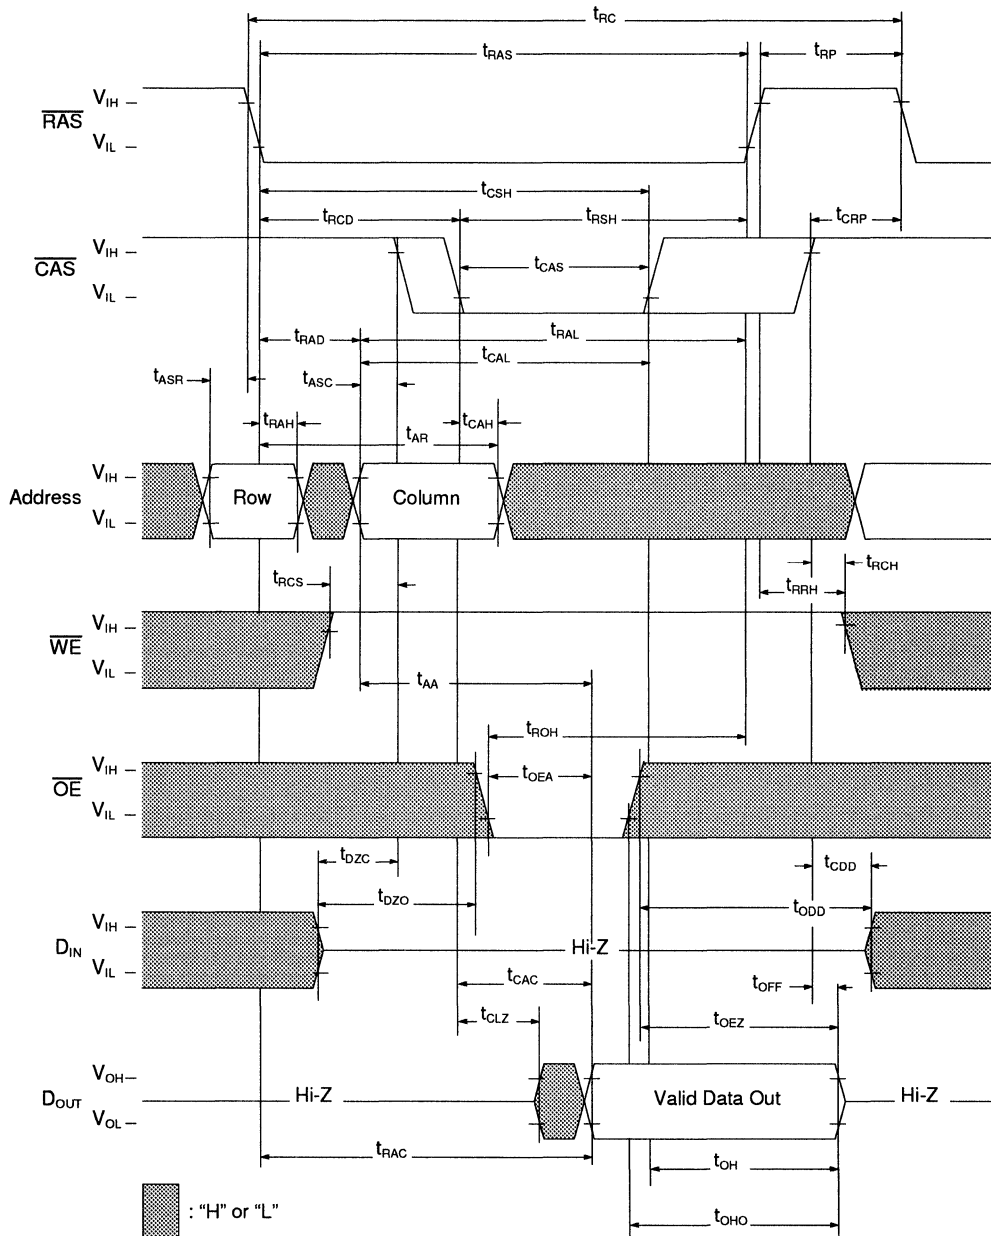 tRC
tRAS
tRP
RAS
VIH
VIL
tCSH
tRCD
tRSH
tCRP
CAS
VIH
VIL
tCAS
tRAD
tRAL
tCAL
tASR
tASC
tRAH
tCAH
tAR
Address
VIH
VIL
Row
Column
tRCS
tRCH
tRRH
WE
VIH
VIL
tAA
tROH
OE
VIH
VIL
tOEA
tDZC
tCDD
tDZO
tODD
DIN
VIH
VIL
Hi-Z
tCAC
tOFF
tCLZ
tOEZ
DOUT
VOH
VOL
Hi-Z
Valid Data Out
Hi-Z
tRAC
tOH
tOHO
: “H” or “L”